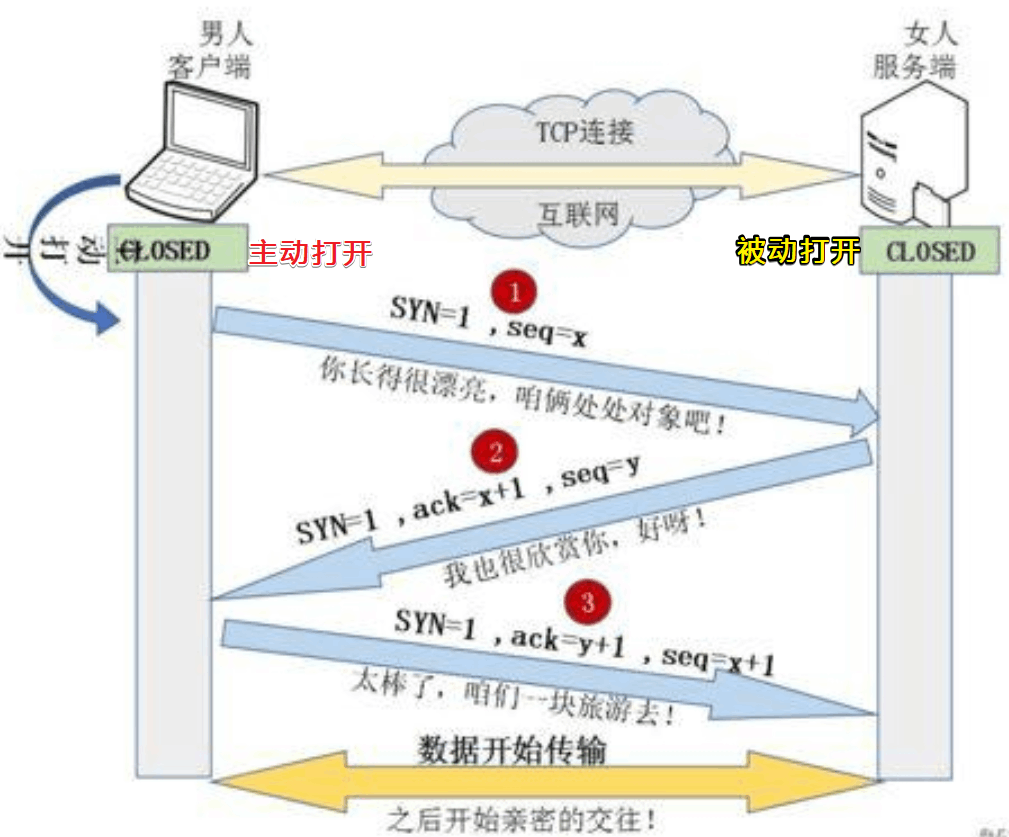 男人
客户端
女人
服务端
TCP连接
互联网
主动打开
CLOSED
主动打开
被动打开
CLOSED
1
SYN=1 ,seq=x
你长得很漂亮，咱俩处处对象吧！
2
SYN=1 ,ack=x+1 ,seq=y
我也很欣赏你，好呀！
3
SYN=1 ,ack=y+1 ,seq=x+1
太棒了，咱们一块旅游去！
数据开始传输
之后开始亲密的交往！